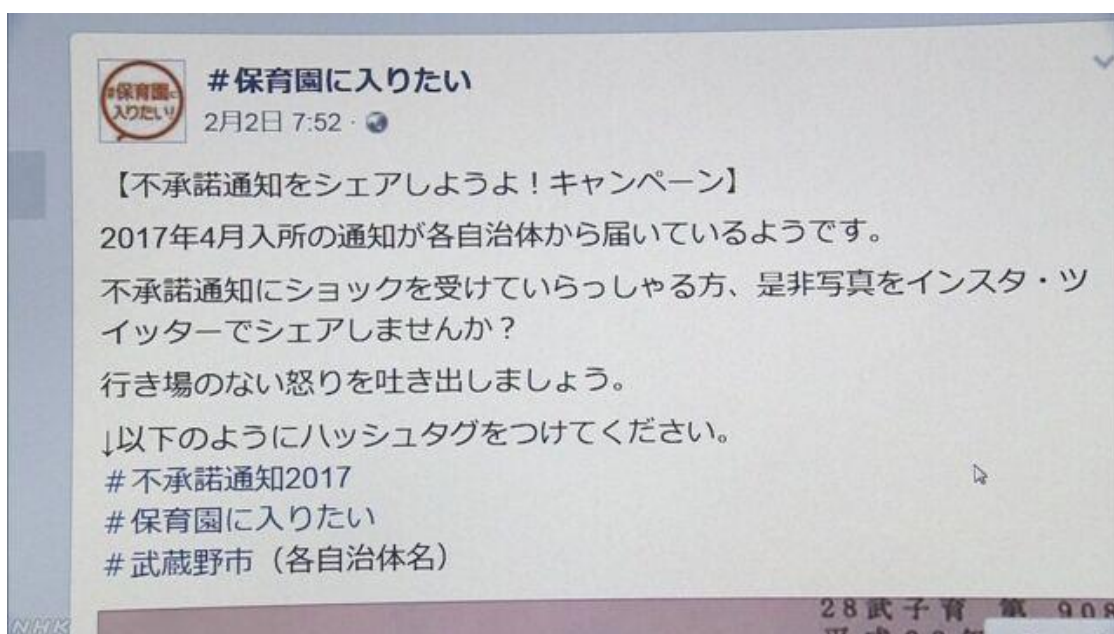 #保育園に
入りたい!
#保育園に入りたい
2月2日 7:52
【不承諾通知をシェアしようよ！キャンペーン】
2017年4月入所の通知が各自治体から届いているようです。
不承諾通知にショックを受けていらっしゃる方、是非写真をインスタ・ツ
イッターでシェアしませんか？
行き場のない怒りを吐き出しましょう。
↓以下のようにハッシュタグをつけてください。
#不承諾通知2017
#保育園に入りたい
#武蔵野市（各自治体名）
28武子育 第 908
NHK